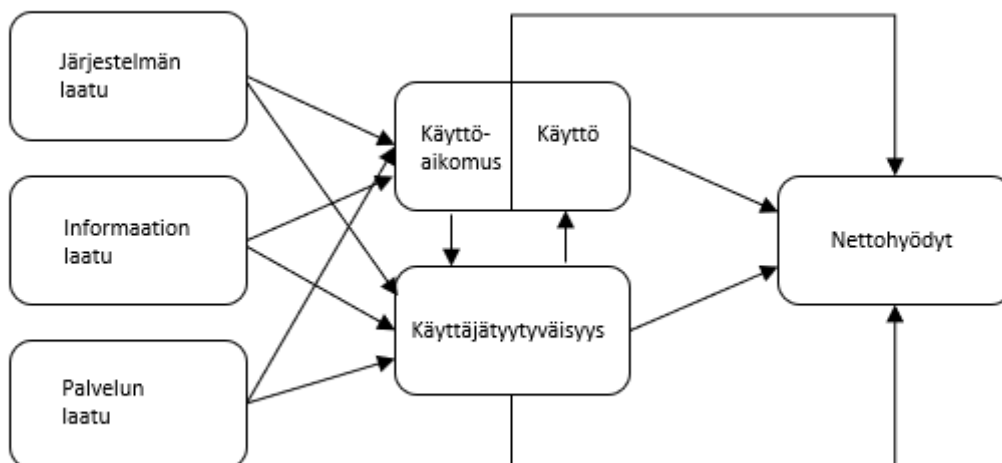 Järjestelmän
laatu
Käyttö-
aikomus
Käyttö
Informaation
laatu
Nettohyödyt
Käyttäjätyytyväisyys
Palvelun
laatu